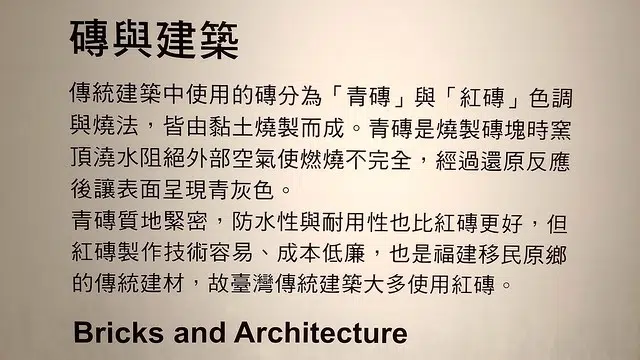 磚與建築
傳統建築中使用的磚分為「青磚」與「紅磚」色調
與燒法，皆由黏土燒製而成。青磚是燒製磚塊時窯
頂澆水阻絕外部空氣使燃燒不完全，經過還原反應
後讓表面呈現青灰色。
青磚質地緊密，防水性與耐用性也比紅磚更好，但
紅磚製作技術容易、成本低廉，也是福建移民原鄉
的傳統建材，故臺灣傳統建築大多使用紅磚。
Bricks and Architecture